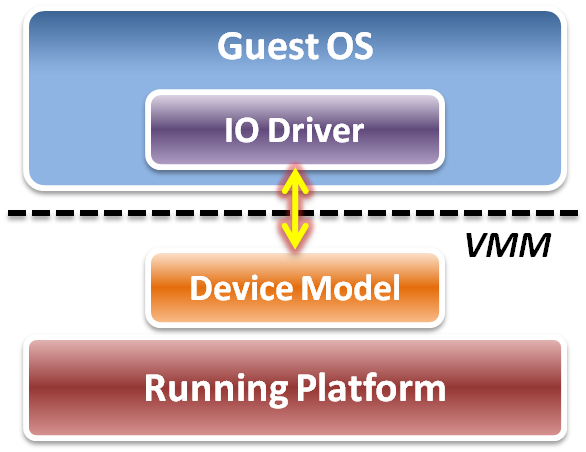 Guest OS
IO Driver
VMM
Device Model
Running Platform